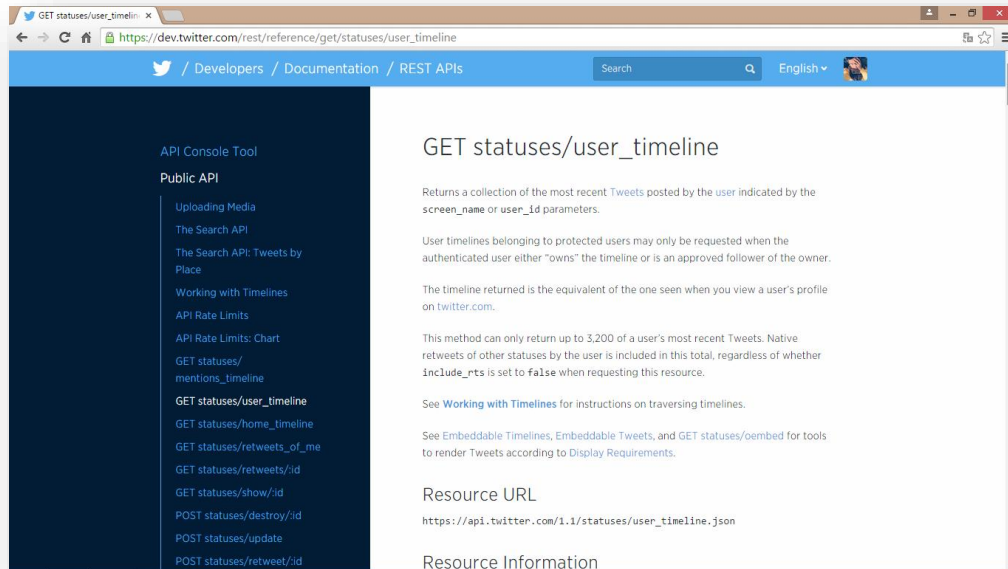 GET statuses/user_timelin
https://dev.twitter.com/rest/reference/get/statuses/user_timeline
/ Developers / Documentation / REST APIs
Search
English
API Console Tool
Public API
Uploading Media
The Search API
The Search API: Tweets by
Place
Working with Timelines
API Rate Limits
API Rate Limits: Chart
GET statuses/
mentions_timeline
GET statuses/user_timeline
GET statuses/home_timeline
GET statuses/retweets_of_me
GET statuses/retweets/:id
GET statuses/show/:id
POST statuses/destroy/:id
POST statuses/update
POST statuses/retweet/:id
GET statuses/user_timeline
Returns a collection of the most recent Tweets posted by the user indicated by the
screen_name or user_id parameters.
User timelines belonging to protected users may only be requested when the
authenticated user either “owns” the timeline or is an approved follower of the owner.
The timeline returned is the equivalent of the one seen when you view a user's profile
on twitter.com.
This method can only return up to 3,200 of a user's most recent Tweets. Native
retweets of other statuses by the user is included in this total, regardless of whether
include_rts is set to false when requesting this resource.
See Working with Timelines for instructions on traversing timelines.
See Embeddable Timelines, Embeddable Tweets, and GET statuses/oembed for tools
to render Tweets according to Display Requirements.
Resource URL
https://api.twitter.com/1.1/statuses/user_timeline.json
Resource Information